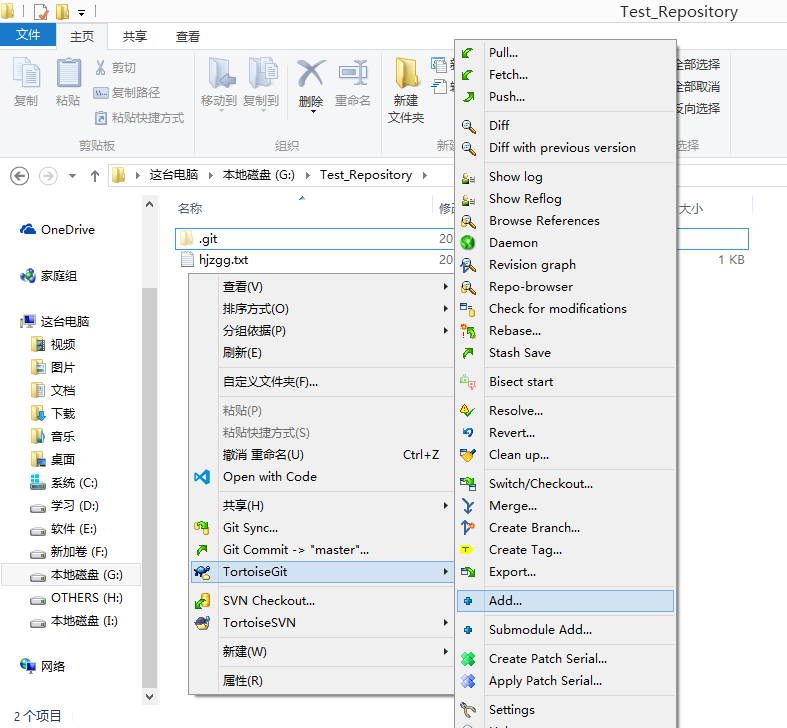 Test_Repository
文件
主页
共享
查看
复制
粘贴
剪切
复制路径
粘贴快捷方式
剪贴板
移动到
复制到
删除
重命名
组织
新建
文件夹
新建
全部选择
全部取消
反向选择
选择
这台电脑
本地磁盘 (G:)
Test_Repository
名称
修改
大小
.git
20
hjzgg.txt
20
1 KB
OneDrive
家庭组
这台电脑
视频
图片
文档
下载
音乐
桌面
系统 (C:)
学习 (D:)
软件 (E:)
新加卷 (F:)
本地磁盘 (G:)
OTHERS (H:)
本地磁盘 (I:)
网络
2 个项目
查看(V)
排序方式(O)
分组依据(P)
刷新(E)
自定义文件夹(F)...
粘贴(P)
粘贴快捷方式(S)
撤消 重命名(U) Ctrl+Z
Open with Code
共享(H)
Git Sync...
Git Commit -> "master"...
TortoiseGit
SVN Checkout...
TortoiseSVN
新建(W)
属性(R)
Pull...
Fetch...
Push...
Diff
Diff with previous version
Show log
Show Reflog
Browse References
Daemon
Revision graph
Repo-browser
Check for modifications
Rebase...
Stash Save
Bisect start
Resolve...
Revert...
Clean up...
Switch/Checkout...
Merge...
Create Branch...
Create Tag...
Export...
Add...
Submodule Add...
Create Patch Serial...
Apply Patch Serial...
Settings